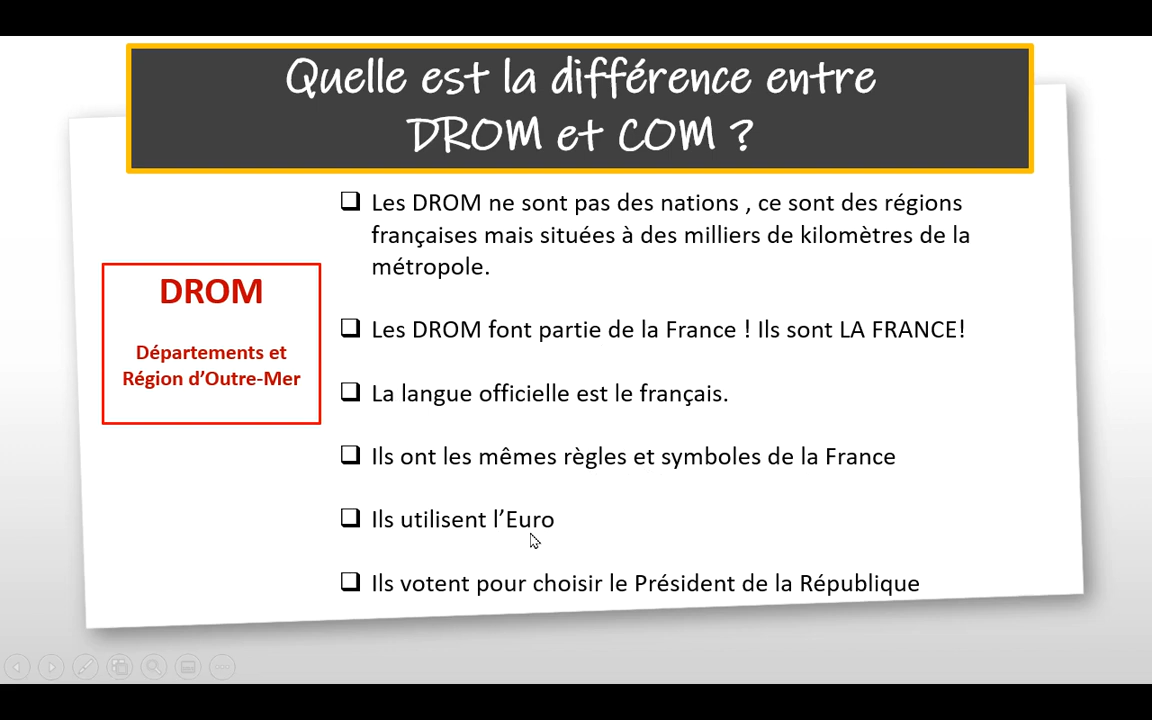 Quelle est la différence entre
DROM et COM ?
DROM
Départements et
Région d'Outre-Mer
❑ Les DROM ne sont pas des nations , ce sont des régions
françaises mais situées à des milliers de kilomètres de la
métropole.
❑ Les DROM font partie de la France ! Ils sont LA FRANCE!
❑ La langue officielle est le français.
❑ Ils ont les mêmes règles et symboles de la France
❑ Ils utilisent l’Euro
❑ Ils votent pour choisir le Président de la République